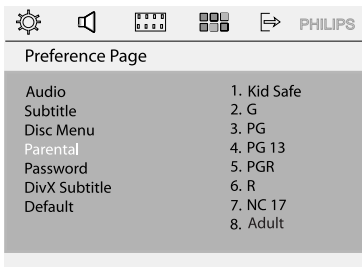 PHILIPS
Preference Page
Audio
Subtitle
Disc Menu
Parental
Password
DivX Subtitle
Default
1. Kid Safe
2. G
3. PG
4. PG 13
5. PGR
6. R
7. NC 17
8. Adult